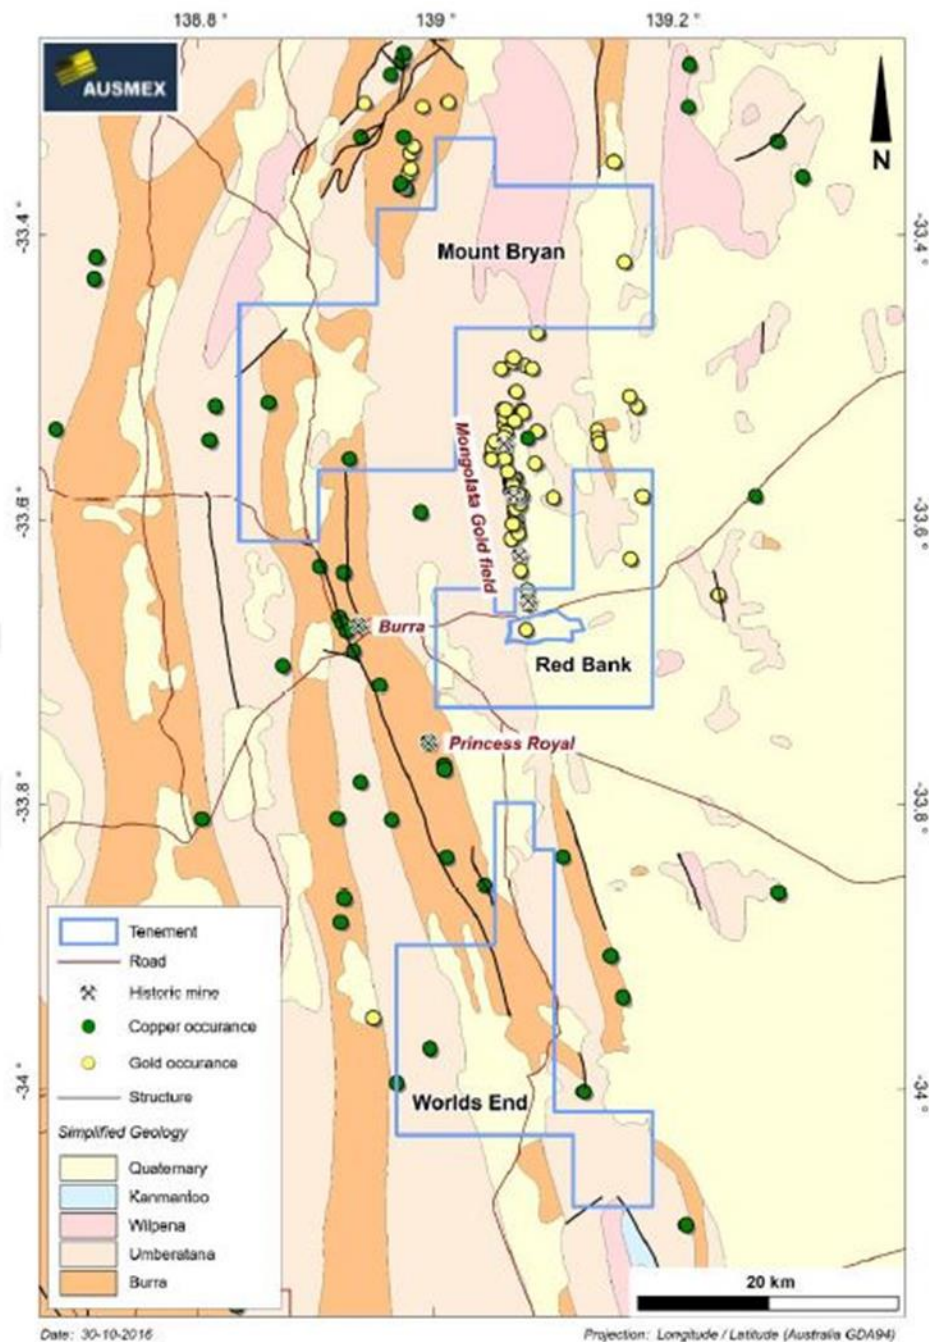 138.8 °
139 °
139.2 °
AUSMEX
N
-33.4 °
-33.4 °
Mount Bryan
Mongolata Gold field
-33.6 °
-33.6 °
Burra
Red Bank
Princess Royal
-33.8 °
-33.8 °
Tenement
Road
Historic mine
Copper occurance
Gold occurance
Structure
Simplified Geology
Quaternary
Kanmantoo
Wilpena
Umberatana
Burra
-34 °
-34 °
Worlds End
20 km
Date: 30-10-2016
Projection: Longitude / Latitude (Australia GDA94)